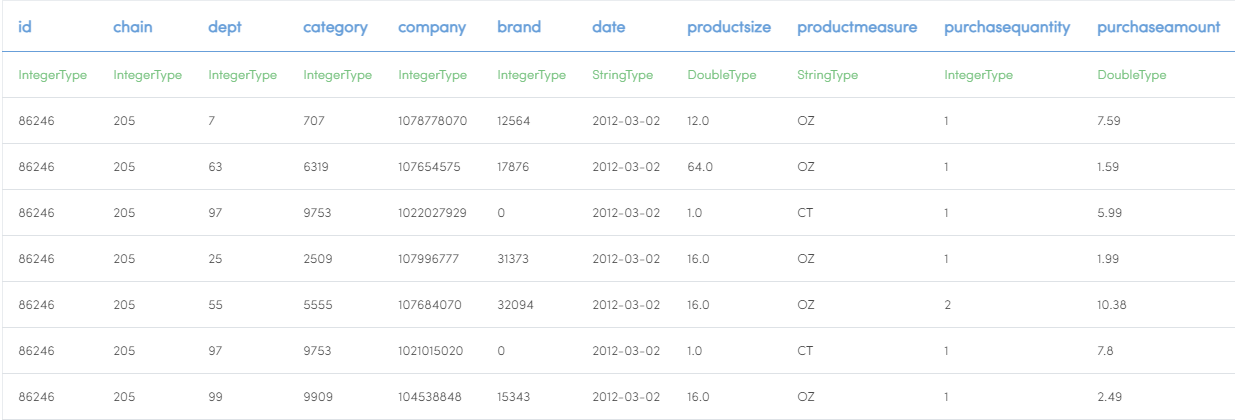 id chain dept category company brand date productsize productmeasure purchasequantity purchaseamount
IntegerType IntegerType IntegerType IntegerType IntegerType IntegerType StringType DoubleType StringType IntegerType DoubleType
86246 205 7 707 1078778070 12564 2012-03-02 12.0 OZ 1 7.59
86246 205 63 6319 107654575 17876 2012-03-02 64.0 OZ 1 1.59
86246 205 97 9753 1022027929 0 2012-03-02 1.0 CT 1 5.99
86246 205 25 2509 107996777 31373 2012-03-02 16.0 OZ 1 1.99
86246 205 55 5555 107684070 32094 2012-03-02 16.0 OZ 2 10.38
86246 205 97 9753 1021015020 0 2012-03-02 1.0 CT 1 7.8
86246 205 99 9909 104538848 15343 2012-03-02 16.0 OZ 1 2.49